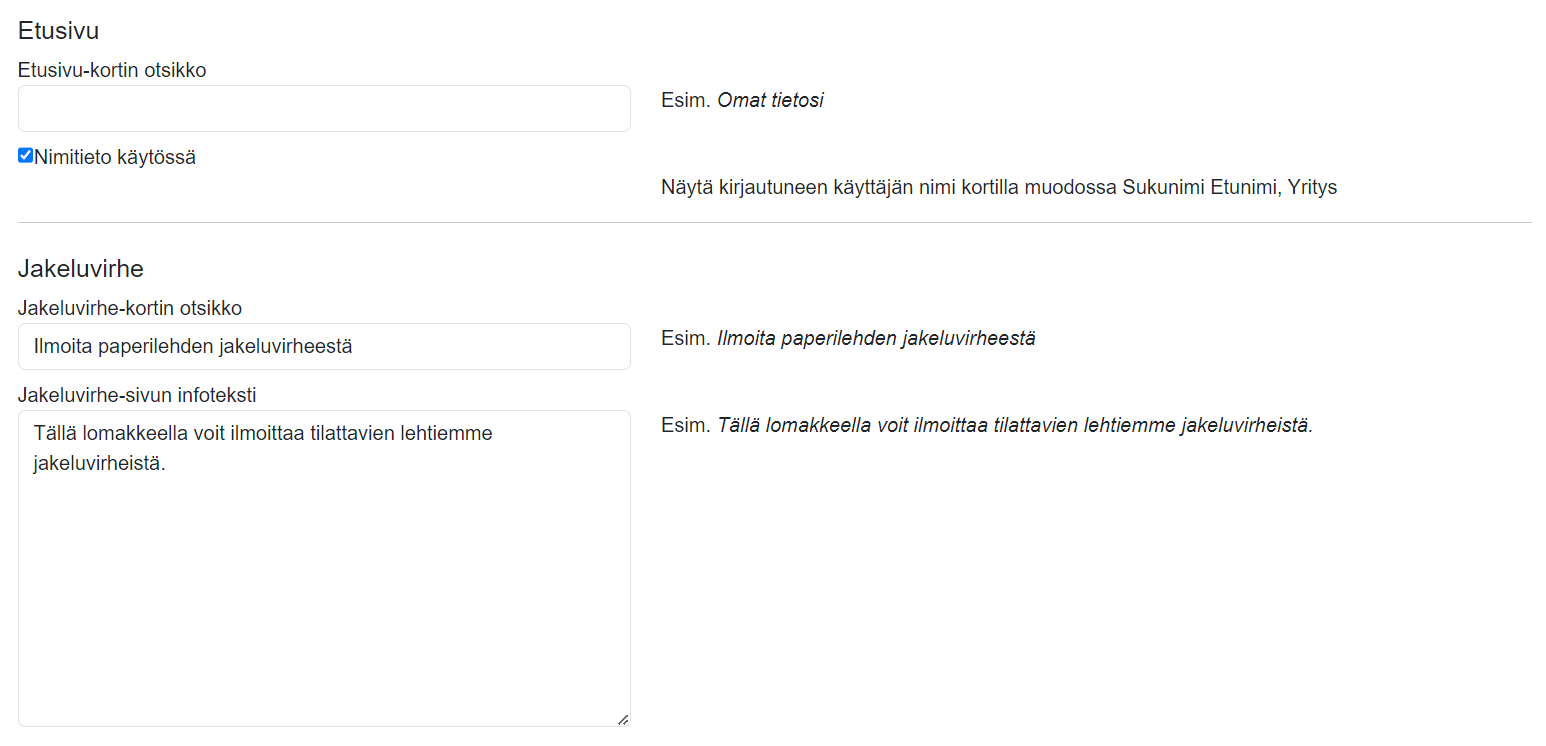 Etusivu
Etusivu-kortin otsikko
Esim. Omat tietosi
Nimitieto käytössä
Näytä kirjautuneen käyttäjän nimi kortilla muodossa Sukunimi Etunimi, Yritys
Jakeluvirhe
Jakeluvirhe-kortin otsikko
Ilmoita paperilehden jakeluvirheestä
Esim. Ilmoita paperilehden jakeluvirheestä
Jakeluvirhe-sivun infoteksti
Tällä lomakkeella voit ilmoittaa tilattavien lehtiemme
jakeluvirheistä.
Esim. Tällä lomakkeella voit ilmoittaa tilattavien lehtiemme jakeluvirheistä.